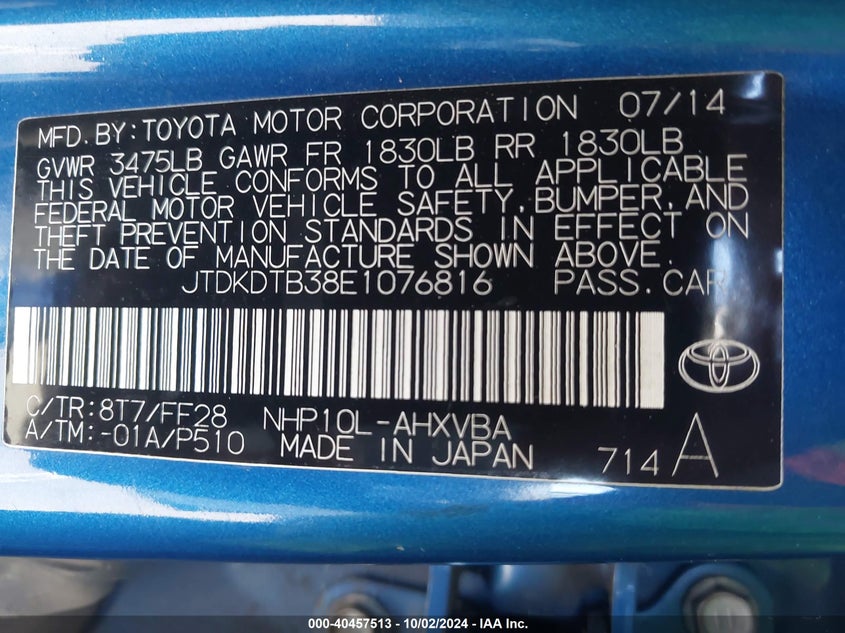 MFD. BY: TOYOTA MOTOR CORPORATION 07/14
GVWR 3475LB GAWR FR 1830LB RR 1830LB
THIS VEHICLE CONFORMS TO ALL APPLICABLE
FEDERAL MOTOR VEHICLE SAFETY, BUMPER, AND
THEFT PREVENTION STANDARDS IN EFFECT ON
THE DATE OF MANUFACTURE SHOWN ABOVE.
JTDKDTB38E1076816 PASS. CAR
C/TR: 8T7/FF28 NHP10L-AHXVBA
A/TM: -01A/P510 MADE IN JAPAN 714 A
000-40457513 - 10/02/2024 - IAA Inc.